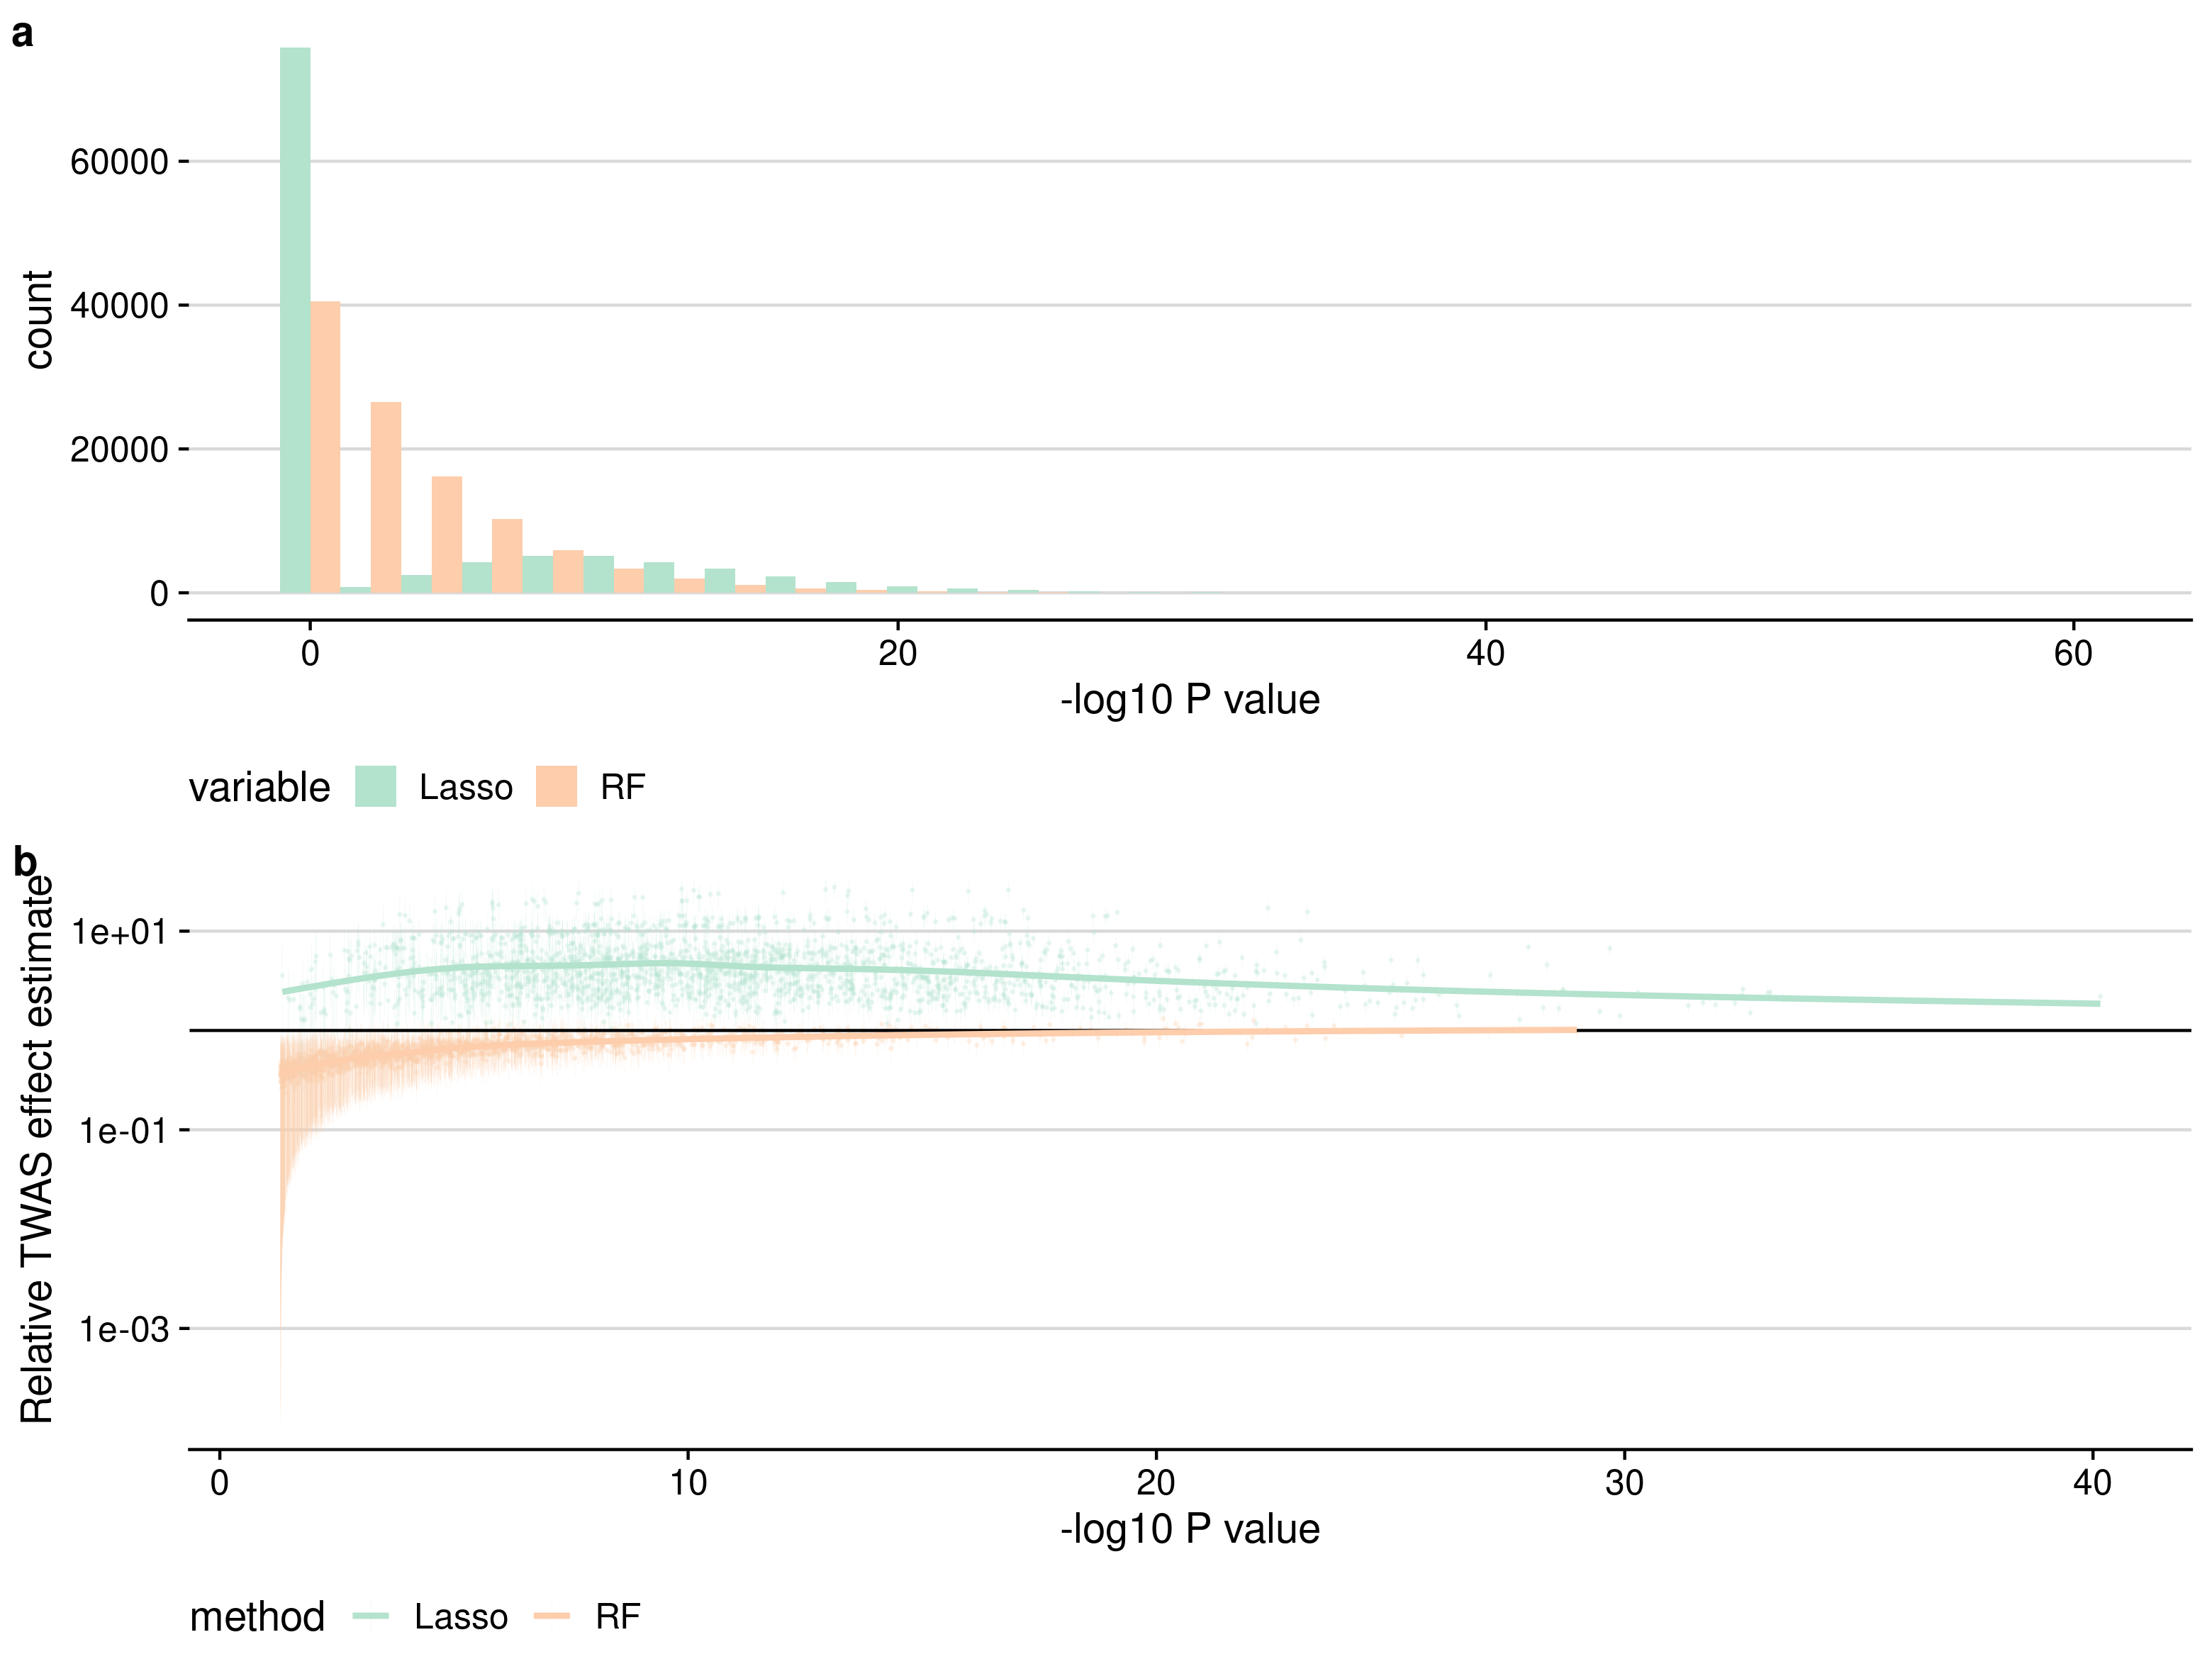 a
count
60000
40000
20000
0
0 20 40 60
-log10 P value
variable Lasso RF
b
Relative TWAS effect estimate
1e+01
1e-01
1e-03
0 10 20 30 40
-log10 P value
method Lasso RF